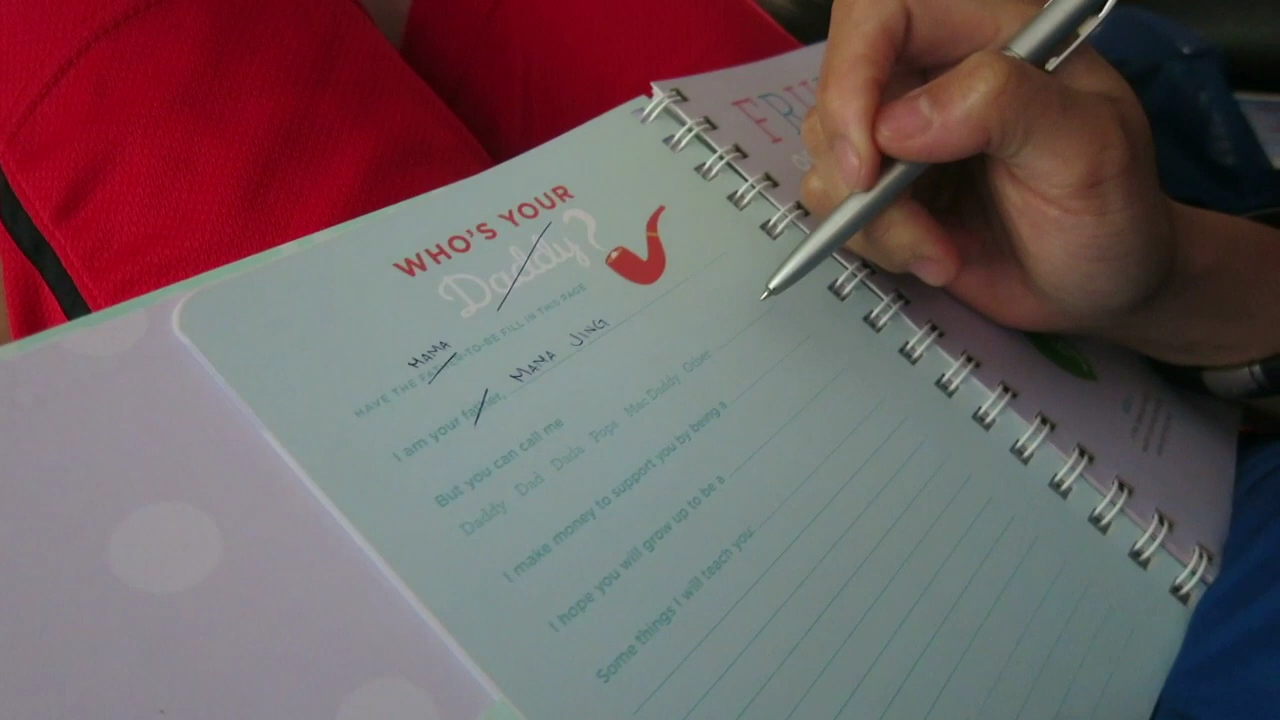 WHO'S YOUR
Daddy?
MAMA
HAVE THE FATHER-TO-BE FILL IN THIS PAGE
I am your father, MAMA JING
But you can call me
Daddy Dad Dada Pops Mac Daddy Other
I make money to support you by being a
I hope you will grow up to be a
Some things I will teach you: